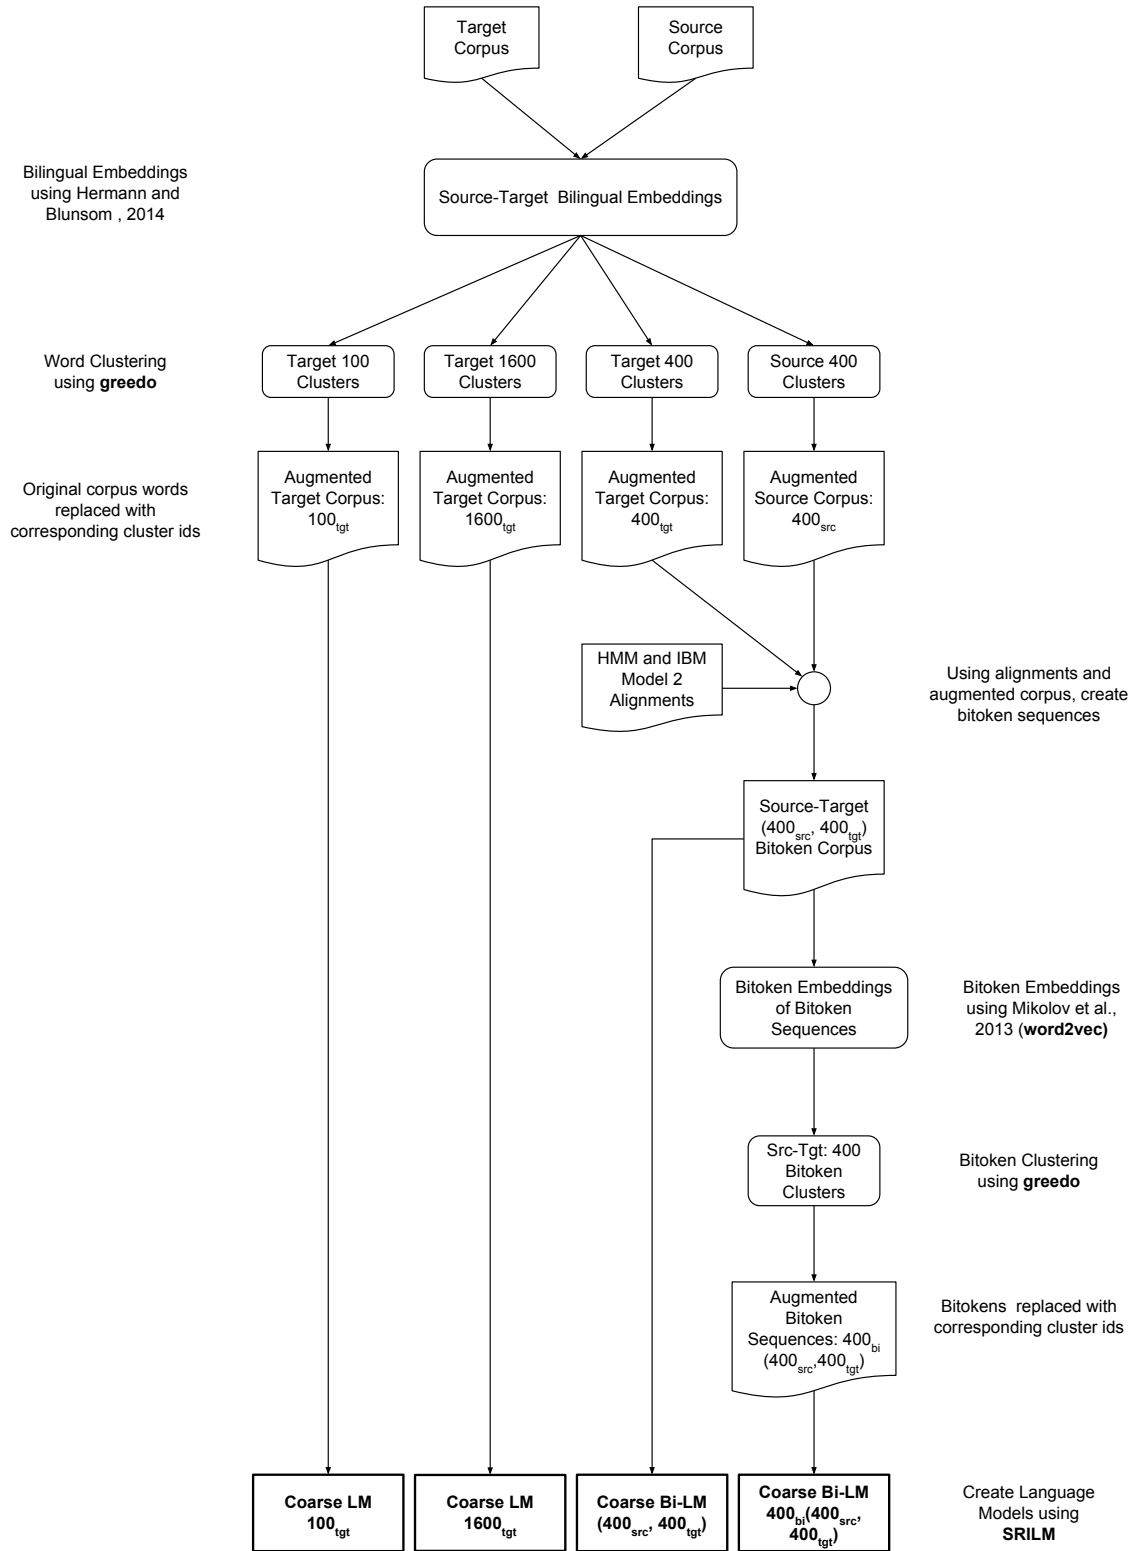 Target
Corpus
Source
Corpus
Bilingual Embeddings
using Hermann and
Blunsom , 2014
Source-Target Bilingual Embeddings
Word Clustering
using greedo
Target 100
Clusters
Target 1600
Clusters
Target 400
Clusters
Source 400
Clusters
Original corpus words
replaced with
corresponding cluster ids
Augmented
Target Corpus:
100tgt
Augmented
Target Corpus:
1600tgt
Augmented
Target Corpus:
400tgt
Augmented
Source Corpus:
400src
HMM and IBM
Model 2
Alignments
Using alignments and
augmented corpus, create
bitoken sequences
Source-Target
(400src, 400tgt)
Bitoken Corpus
Bitoken Embeddings
of Bitoken
Sequences
Bitoken Embeddings
using Mikolov et al.,
2013 (word2vec)
Src-Tgt: 400
Bitoken
Clusters
Bitoken Clustering
using greedo
Augmented
Bitoken
Sequences: 400bi
(400src,400tgt)
Bitokens replaced with
corresponding cluster ids
Coarse LM
100tgt
Coarse LM
1600tgt
Coarse Bi-LM
(400src, 400tgt)
Coarse Bi-LM
400bi(400src,
400tgt)
Create Language
Models using
SRILM